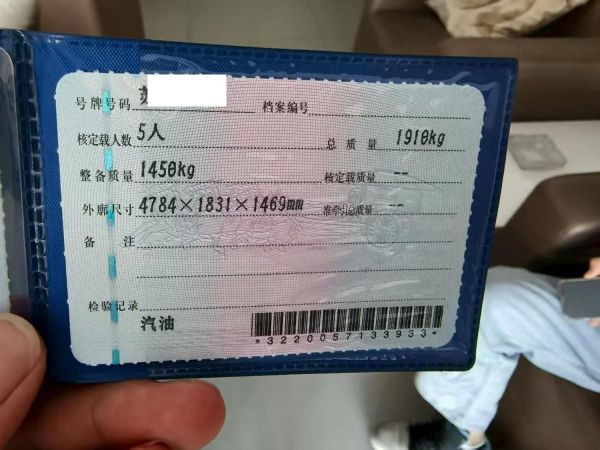 号牌号码 苏 档案编号
核定载人数 5人 总质量 1910kg
整备质量 1450kg 核定载质量 --
外廓尺寸 4784×1831×1469mm 准牵引总质量 --
备注
检验记录
汽油
*3220057133933*